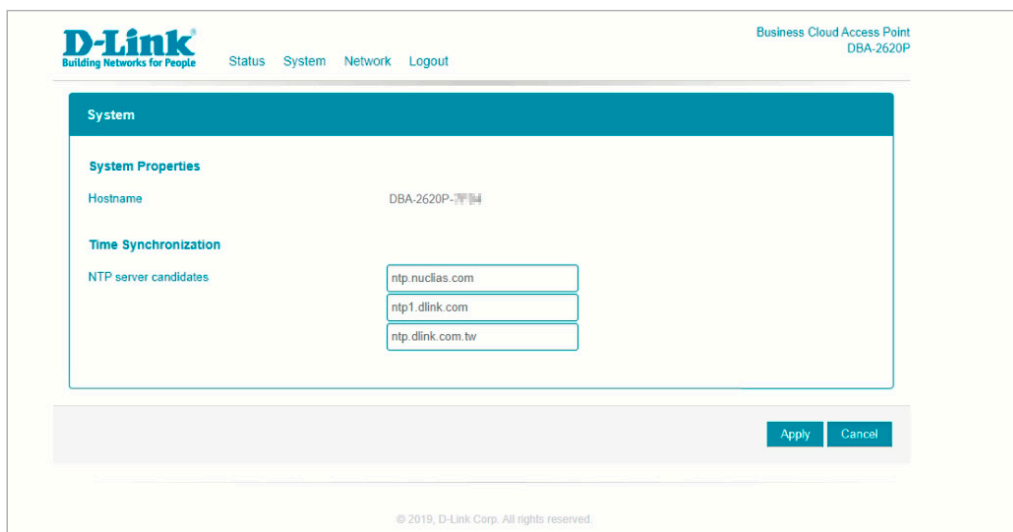 D-Link
Building Networks for People
Business Cloud Access Point
DBA-2620P
Status System Network Logout
System
System Properties
Hostname DBA-2620P-
Time Synchronization
NTP server candidates ntp.nuclias.com
ntp1.dlink.com
ntp.dlink.com.tw
Apply Cancel
© 2019, D-Link Corp. All rights reserved.